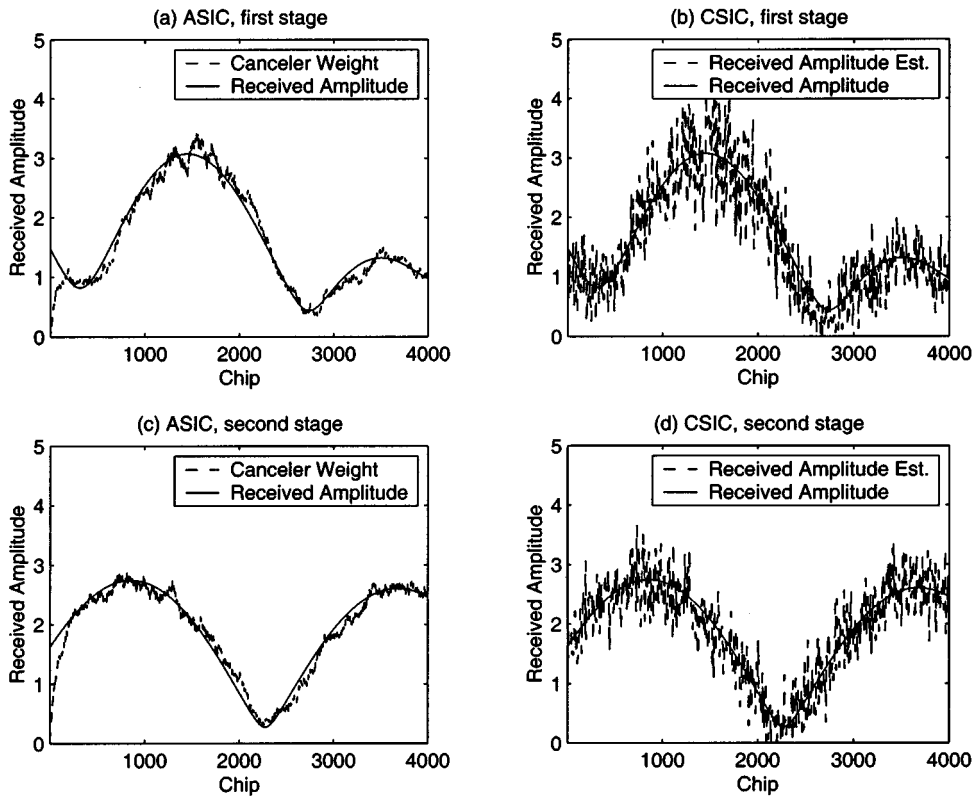 (a) ASIC, first stage
5
4
3
2
1
0
Received Amplitude
Canceler Weight
Received Amplitude
1000 2000 3000 4000
Chip
(b) CSIC, first stage
5
4
3
2
1
0
Received Amplitude
Received Amplitude Est.
Received Amplitude
1000 2000 3000 4000
Chip
(c) ASIC, second stage
5
4
3
2
1
0
Received Amplitude
Canceler Weight
Received Amplitude
1000 2000 3000 4000
Chip
(d) CSIC, second stage
5
4
3
2
1
0
Received Amplitude
Received Amplitude Est.
Received Amplitude
1000 2000 3000 4000
Chip